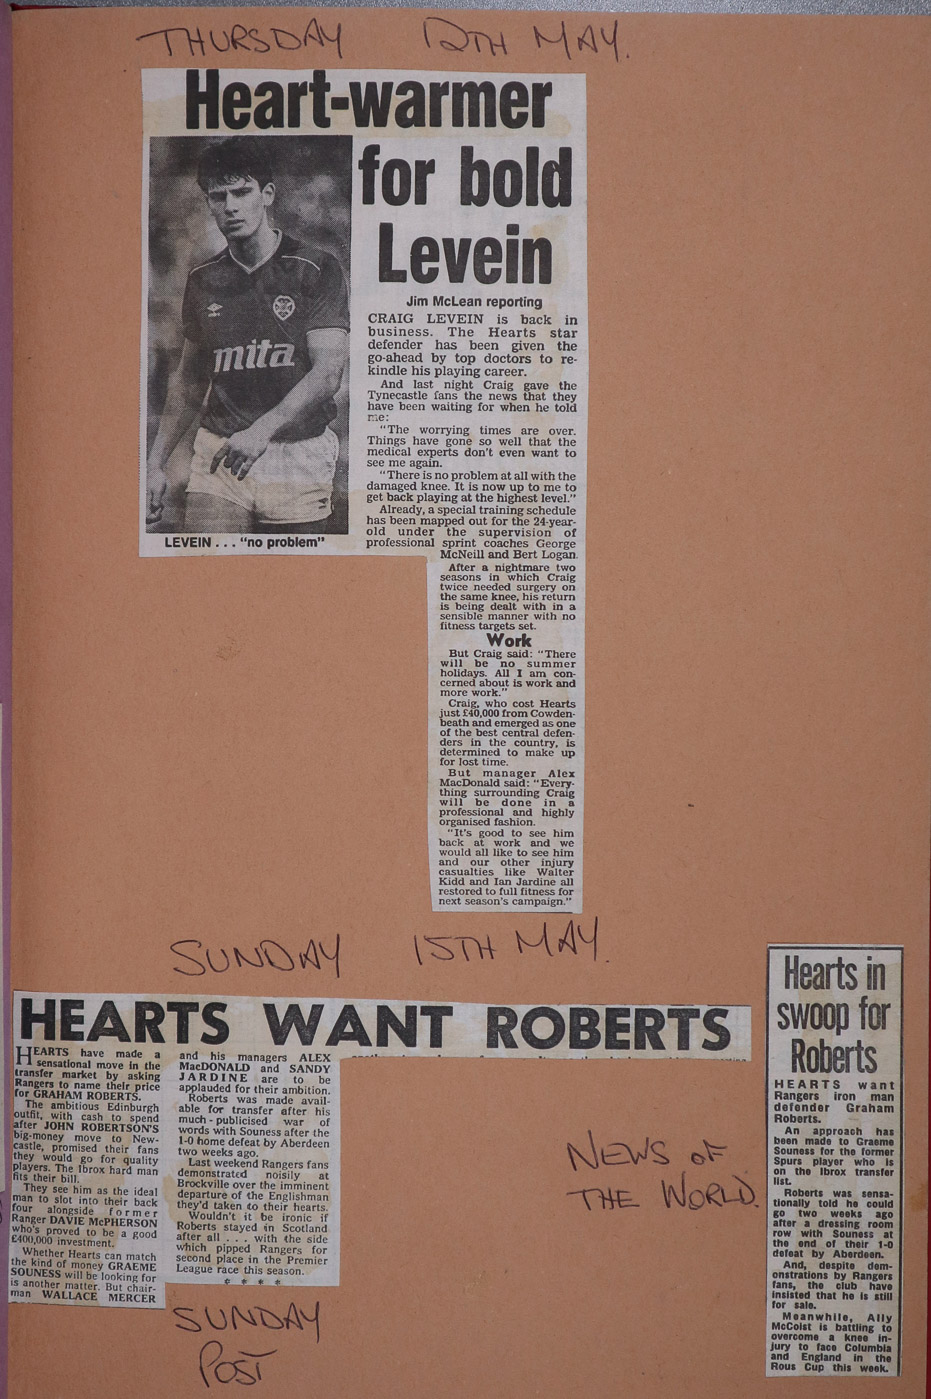 THURSDAY 12TH MAY.
Heart-warmer
for bold
Levein
mita
LEVEIN . . . "no problem"
Jim McLean reporting
CRAIG LEVEIN is back in
business. The Hearts star
defender has been given the
go-ahead by top doctors to re-
kindle his playing career.
And last night Craig gave the
Tynecastle fans the news that they
have been waiting for when he told
me:
"The worrying times are over.
Things have gone so well that the
medical experts don't even want to
see me again.
"There is no problem at all with the
damaged knee. It is now up to me to
get back playing at the highest level."
Already, a special training schedule
has been mapped out for the 24-year-
old under the supervision of
professional sprint coaches George
McNeill and Bert Logan.
After a nightmare two
seasons in which Craig
twice needed surgery on
the same knee, his return
is being dealt with in a
sensible manner with no
fitness targets set.
Work
But Craig said: "There
will be no summer
holidays. All I am con-
cerned about is work and
more work."
Craig, who cost Hearts
just £40,000 from Cowden-
beath and emerged as one
of the best central defen-
ders in the country, is
determined to make up
for lost time.
But manager Alex
MacDonald said: "Every-
thing surrounding Craig
will be done in a
professional and highly
organised fashion.
"It's good to see him
back at work and we
would all like to see him
and our other injury
casualties like Walter
Kidd and Ian Jardine all
restored to full fitness for
next season's campaign."
SUNDAY 15TH MAY.
HEARTS WANT ROBERTS
HEARTS have made a
sensational move in the
transfer market by asking
Rangers to name their price
for GRAHAM ROBERTS.
The ambitious Edinburgh
outfit, with cash to spend
after JOHN ROBERTSON'S
big-money move to New-
castle, promised their fans
they would go for quality
players. The Ibrox hard man
fits their bill.
They see him as the ideal
man to slot into their back
four alongside former
Ranger DAVIE McPHERSON
who's proved to be a good
£400,000 investment.
Whether Hearts can match
the kind of money GRAEME
SOUNESS will be looking for
is another matter. But chair-
man WALLACE MERCER
and his managers ALEX
MacDONALD and SANDY
JARDINE are to be
applauded for their ambition.
Roberts was made avail-
able for transfer after his
much-publicised war of
words with Souness after the
1-0 home defeat by Aberdeen
two weeks ago.
Last weekend Rangers fans
demonstrated noisily at
Brockville over the imminent
departure of the Englishman
they'd taken to their hearts.
Wouldn't it be ironic if
Roberts stayed in Scotland
after all . . . with the side
which pipped Rangers for
second place in the Premier
League race this season.
* * * *
SUNDAY
POST
NEWS OF
THE WORLD.
Hearts in
swoop for
Roberts
HEARTS want
Rangers iron man
defender Graham
Roberts.
An approach has
been made to Graeme
Souness for the former
Spurs player who is
on the Ibrox transfer
list.
Roberts was sensa-
tionally told he could
go two weeks ago
after a dressing room
row with Souness at
the end of their 1-0
defeat by Aberdeen.
And, despite dem-
onstrations by Rangers
fans, the club have
insisted that he is still
for sale.
Meanwhile, Ally
McCoist is battling to
overcome a knee in-
jury to face Columbia
and England in the
Rous Cup this week.